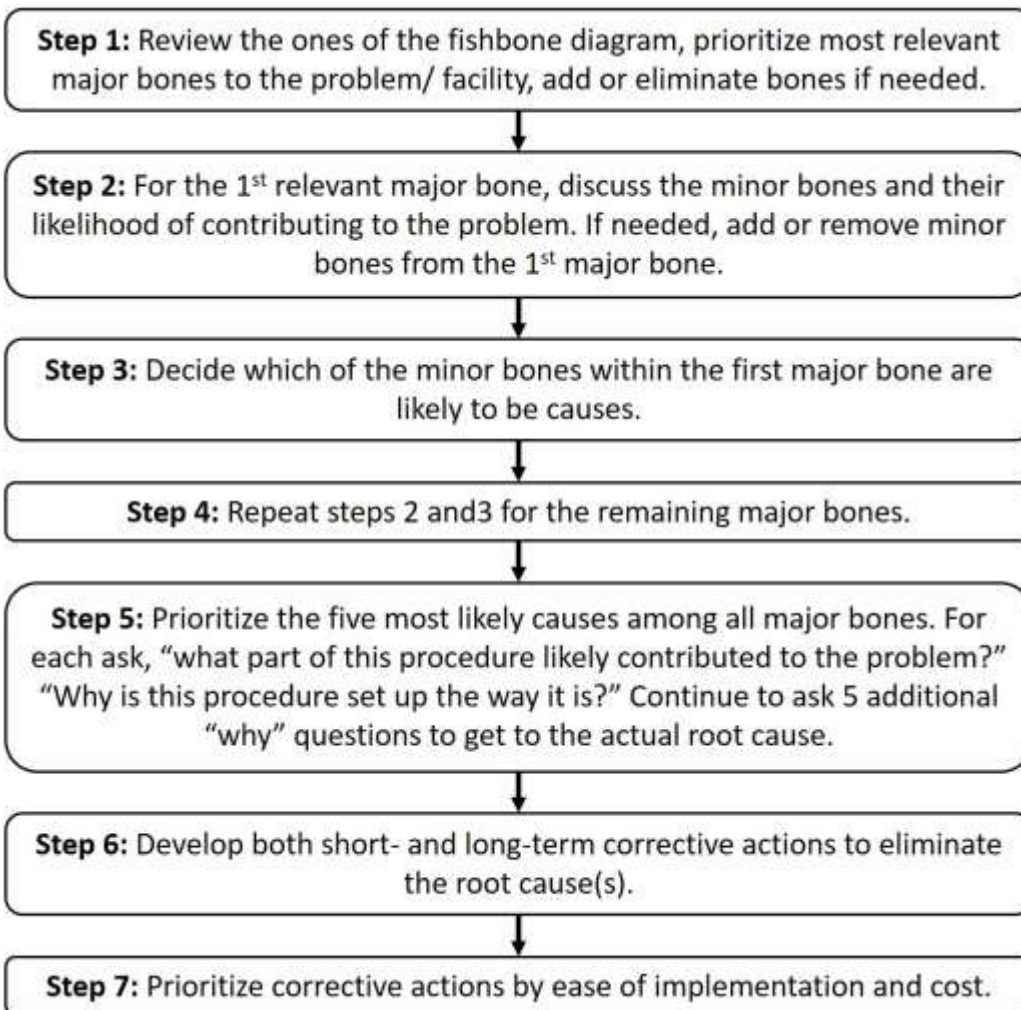 Step 1: Review the ones of the fishbone diagram, prioritize most relevant
major bones to the problem/ facility, add or eliminate bones if needed.
Step 2: For the 1st relevant major bone, discuss the minor bones and their
likelihood of contributing to the problem. If needed, add or remove minor
bones from the 1st major bone.
Step 3: Decide which of the minor bones within the first major bone are
likely to be causes.
Step 4: Repeat steps 2 and3 for the remaining major bones.
Step 5: Prioritize the five most likely causes among all major bones. For
each ask, “what part of this procedure likely contributed to the problem?”
“Why is this procedure set up the way it is?” Continue to ask 5 additional
“why” questions to get to the actual root cause.
Step 6: Develop both short- and long-term corrective actions to eliminate
the root cause(s).
Step 7: Prioritize corrective actions by ease of implementation and cost.